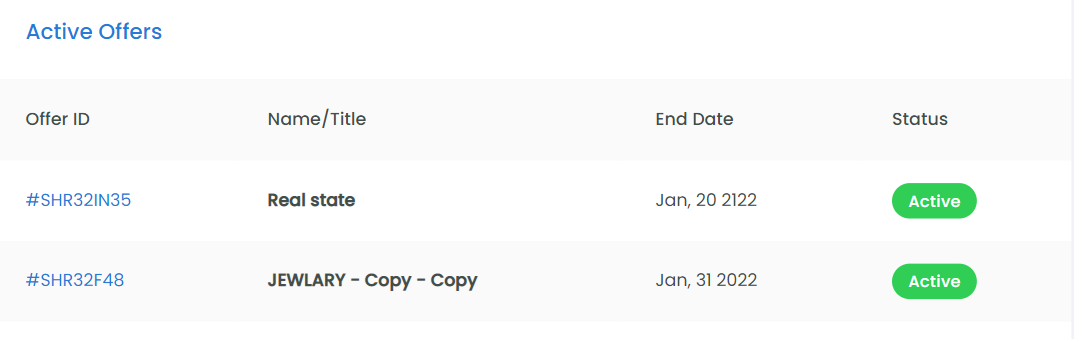 Active Offers
Offer ID Name/Title End Date Status
#SHR32IN35 Real state Jan, 20 2122 Active
#SHR32F48 JEWLARY - Copy - Copy Jan, 31 2022 Active